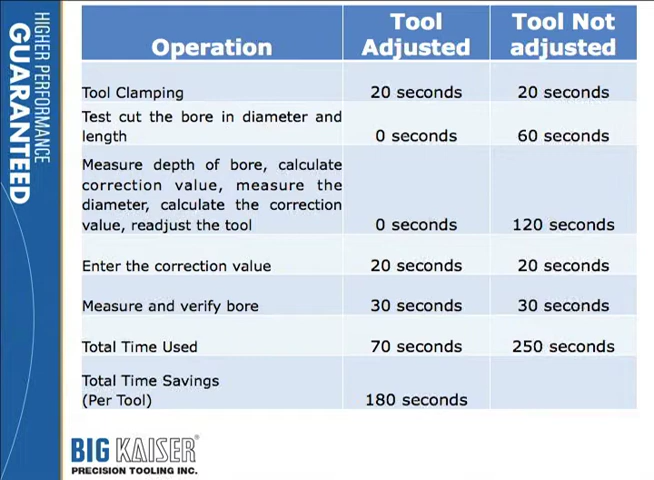 HIGHER PERFORMANCE
GUARANTEED
Operation
Tool
Adjusted
Tool Not
adjusted
Tool Clamping
20 seconds
20 seconds
Test cut the bore in diameter and
length
0 seconds
60 seconds
Measure depth of bore, calculate
correction value, measure the
diameter, calculate the correction
value, readjust the tool
0 seconds
120 seconds
Enter the correction value
20 seconds
20 seconds
Measure and verify bore
30 seconds
30 seconds
Total Time Used
70 seconds
250 seconds
Total Time Savings
(Per Tool)
180 seconds
BIG KAISER®
PRECISION TOOLING INC.